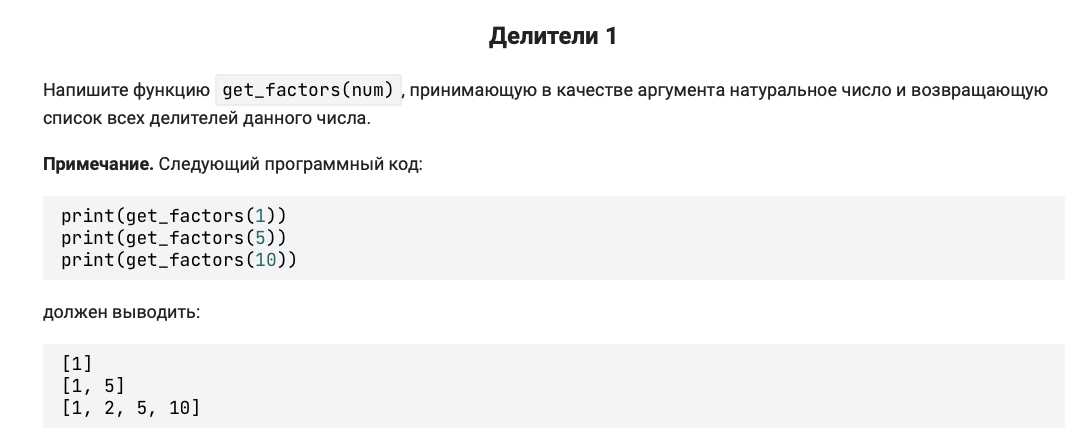 Делители 1
Напишите функцию get_factors(num), принимающую в качестве аргумента натуральное число и возвращающую
список всех делителей данного числа.
Примечание. Следующий программный код:
print(get_factors(1))
print(get_factors(5))
print(get_factors(10))
должен выводить:
[1]
[1, 5]
[1, 2, 5, 10]